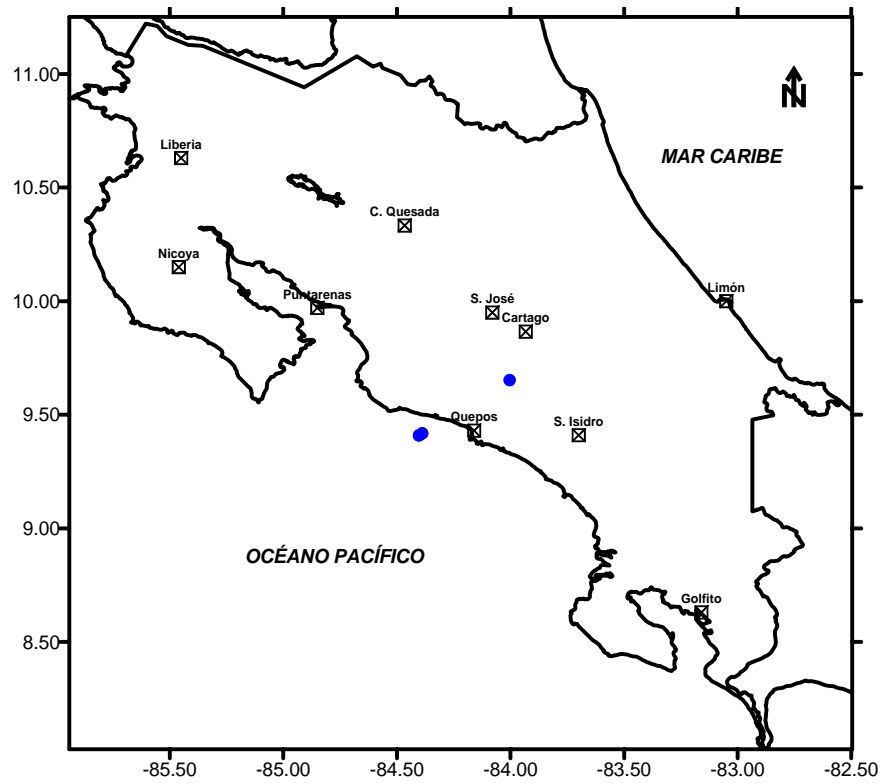 11.00
N
Liberia
MAR CARIBE
10.50
C. Quesada
Nicoya
10.00
Puntarenas
S. José
Limón
Cartago
9.50
Quepos
S. Isidro
9.00
OCÉANO PACÍFICO
Golfito
8.50
-85.50 -85.00 -84.50 -84.00 -83.50 -83.00 -82.50